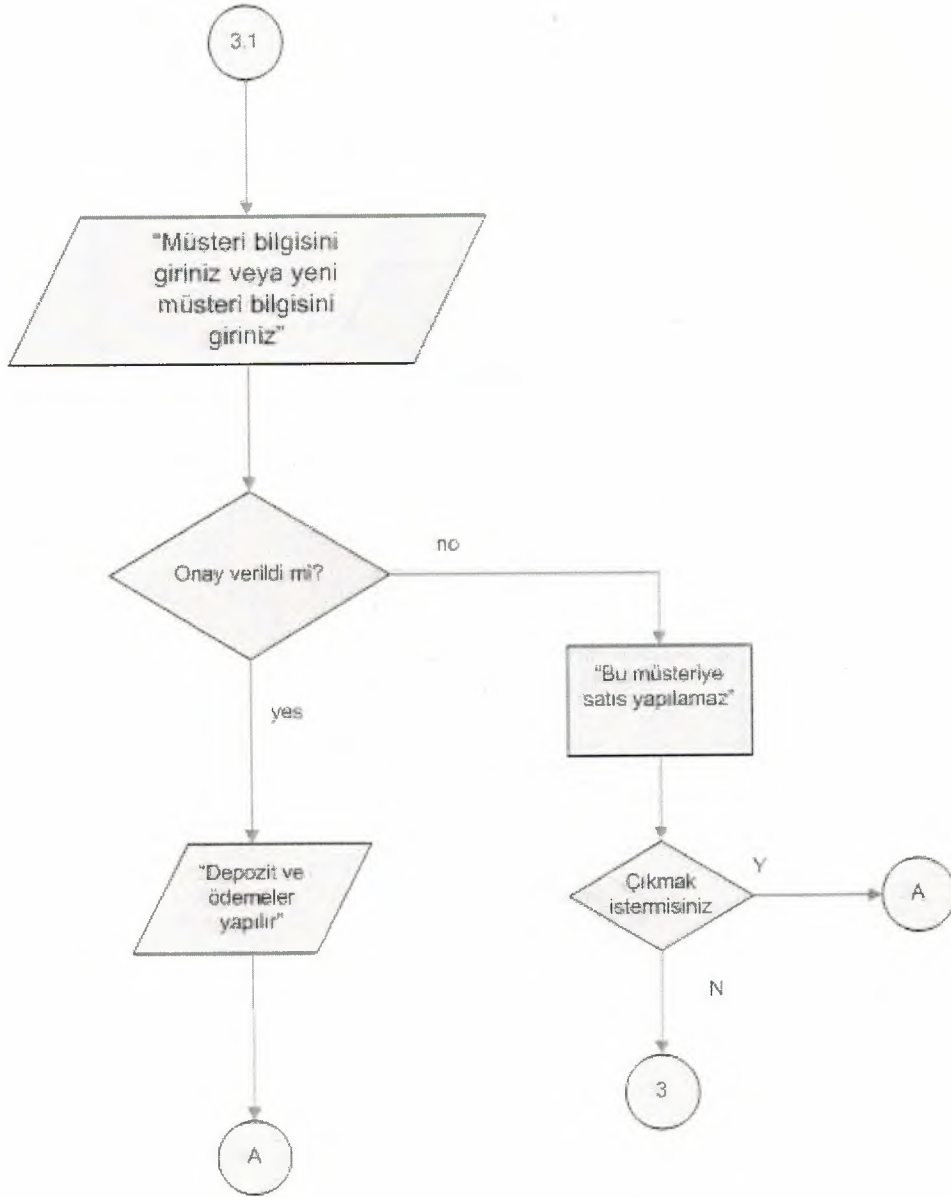 3.1
"Müsteri bilgisini
giriniz veya yeni
müsteri bilgisini
giriniz"
Onay verildi mi?
no
yes
"Bu müsteriye
satıs yapılamaz"
"Depozit ve
ödemeler
yapılır"
Çıkmak
istermisiniz
Y
A
N
3
A